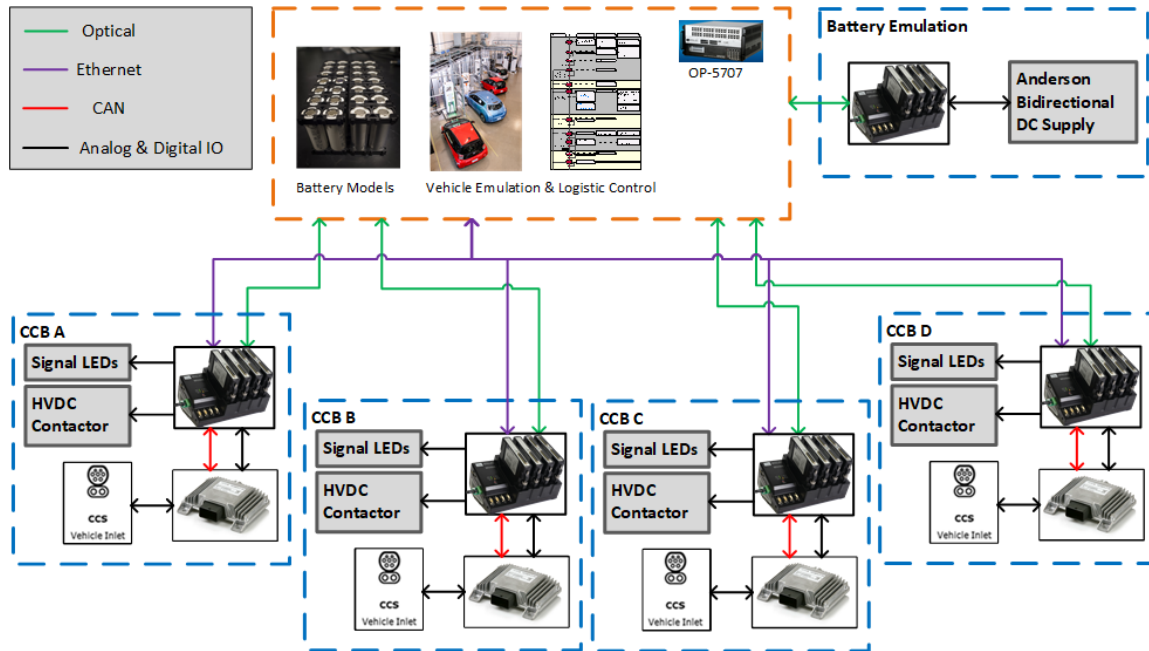 Optical
Ethernet
CAN
Analog & Digital IO
OP-5707
Battery Models
Vehicle Emulation & Logistic Control
Battery Emulation
Anderson
Bidirectional
DC Supply
CCB A
Signal LEDs
HVDC
Contactor
CCS
Vehicle Inlet
CCB B
Signal LEDs
HVDC
Contactor
CCS
Vehicle Inlet
CCB C
Signal LEDs
HVDC
Contactor
CCS
Vehicle Inlet
CCB D
Signal LEDs
HVDC
Contactor
CCS
Vehicle Inlet